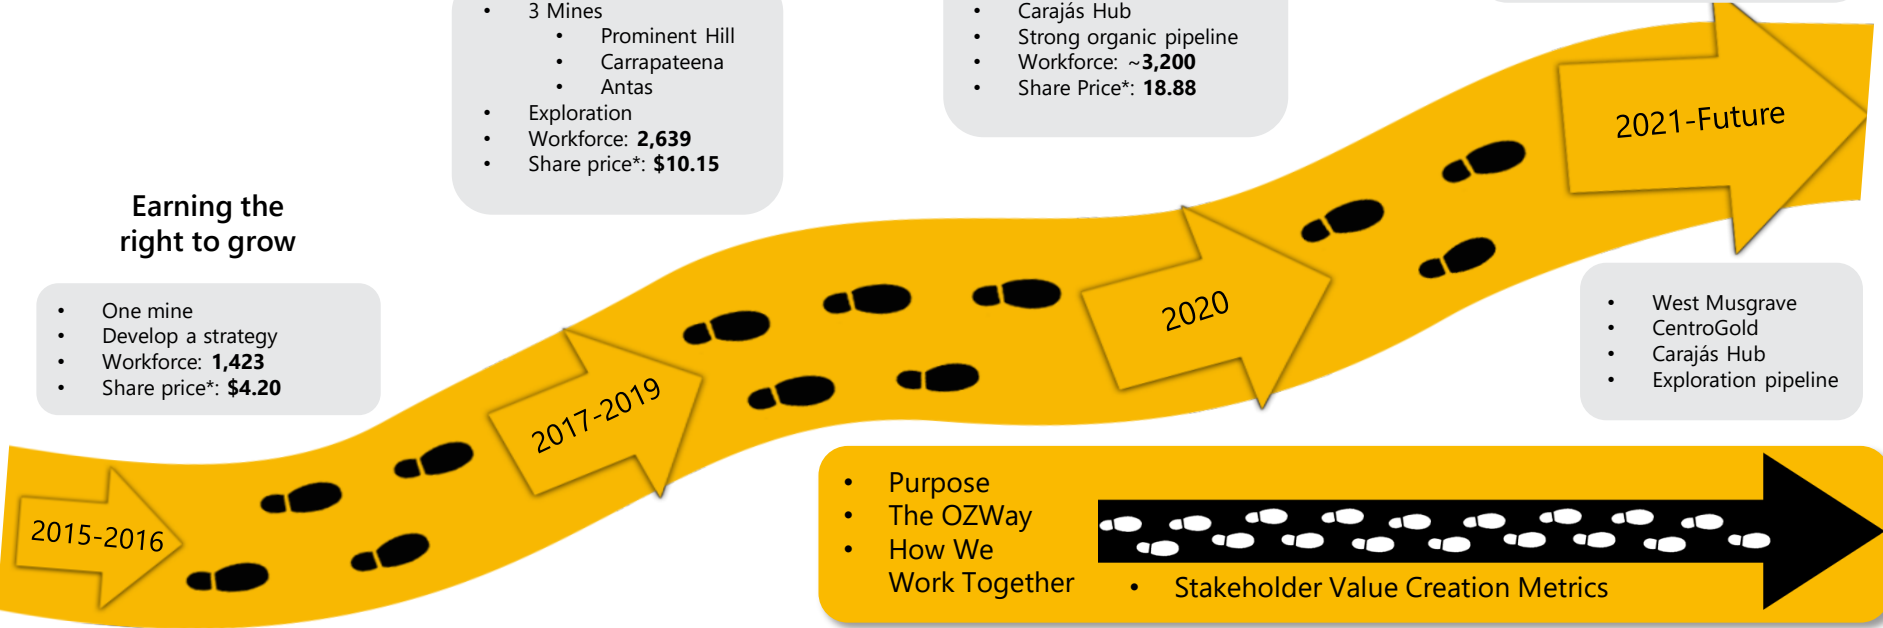 Earning the
right to grow
• One mine
• Develop a strategy
• Workforce: 1,423
• Share price*: $4.20
2015-2016
• 3 Mines
• Prominent Hill
• Carrapateena
• Antas
• Exploration
• Workforce: 2,639
• Share price*: $10.15
2017-2019
• Carajás Hub
• Strong organic pipeline
• Workforce: ~3,200
• Share Price*: 18.88
2020
2021-Future
• West Musgrave
• CentroGold
• Carajás Hub
• Exploration pipeline
• Purpose
• The OZWay
• How We
Work Together
• Stakeholder Value Creation Metrics